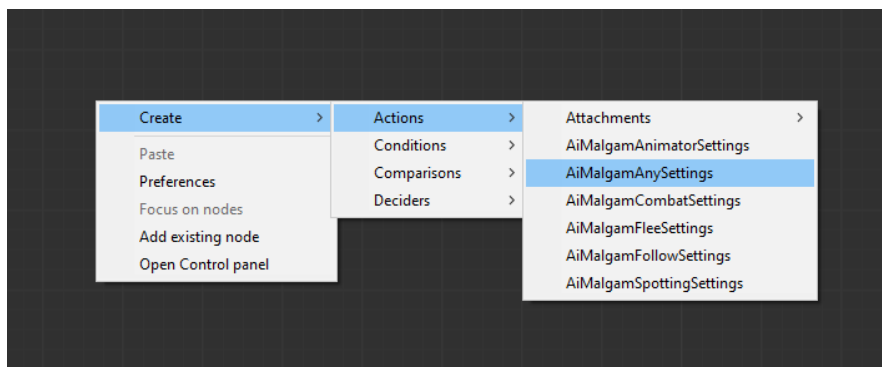 Create
Paste
Preferences
Focus on nodes
Add existing node
Open Control panel
Actions
Conditions
Comparisons
Deciders
Attachments
AiMalgamAnimatorSettings
AiMalgamAnySettings
AiMalgamCombatSettings
AiMalgamFleeSettings
AiMalgamFollowSettings
AiMalgamSpottingSettings